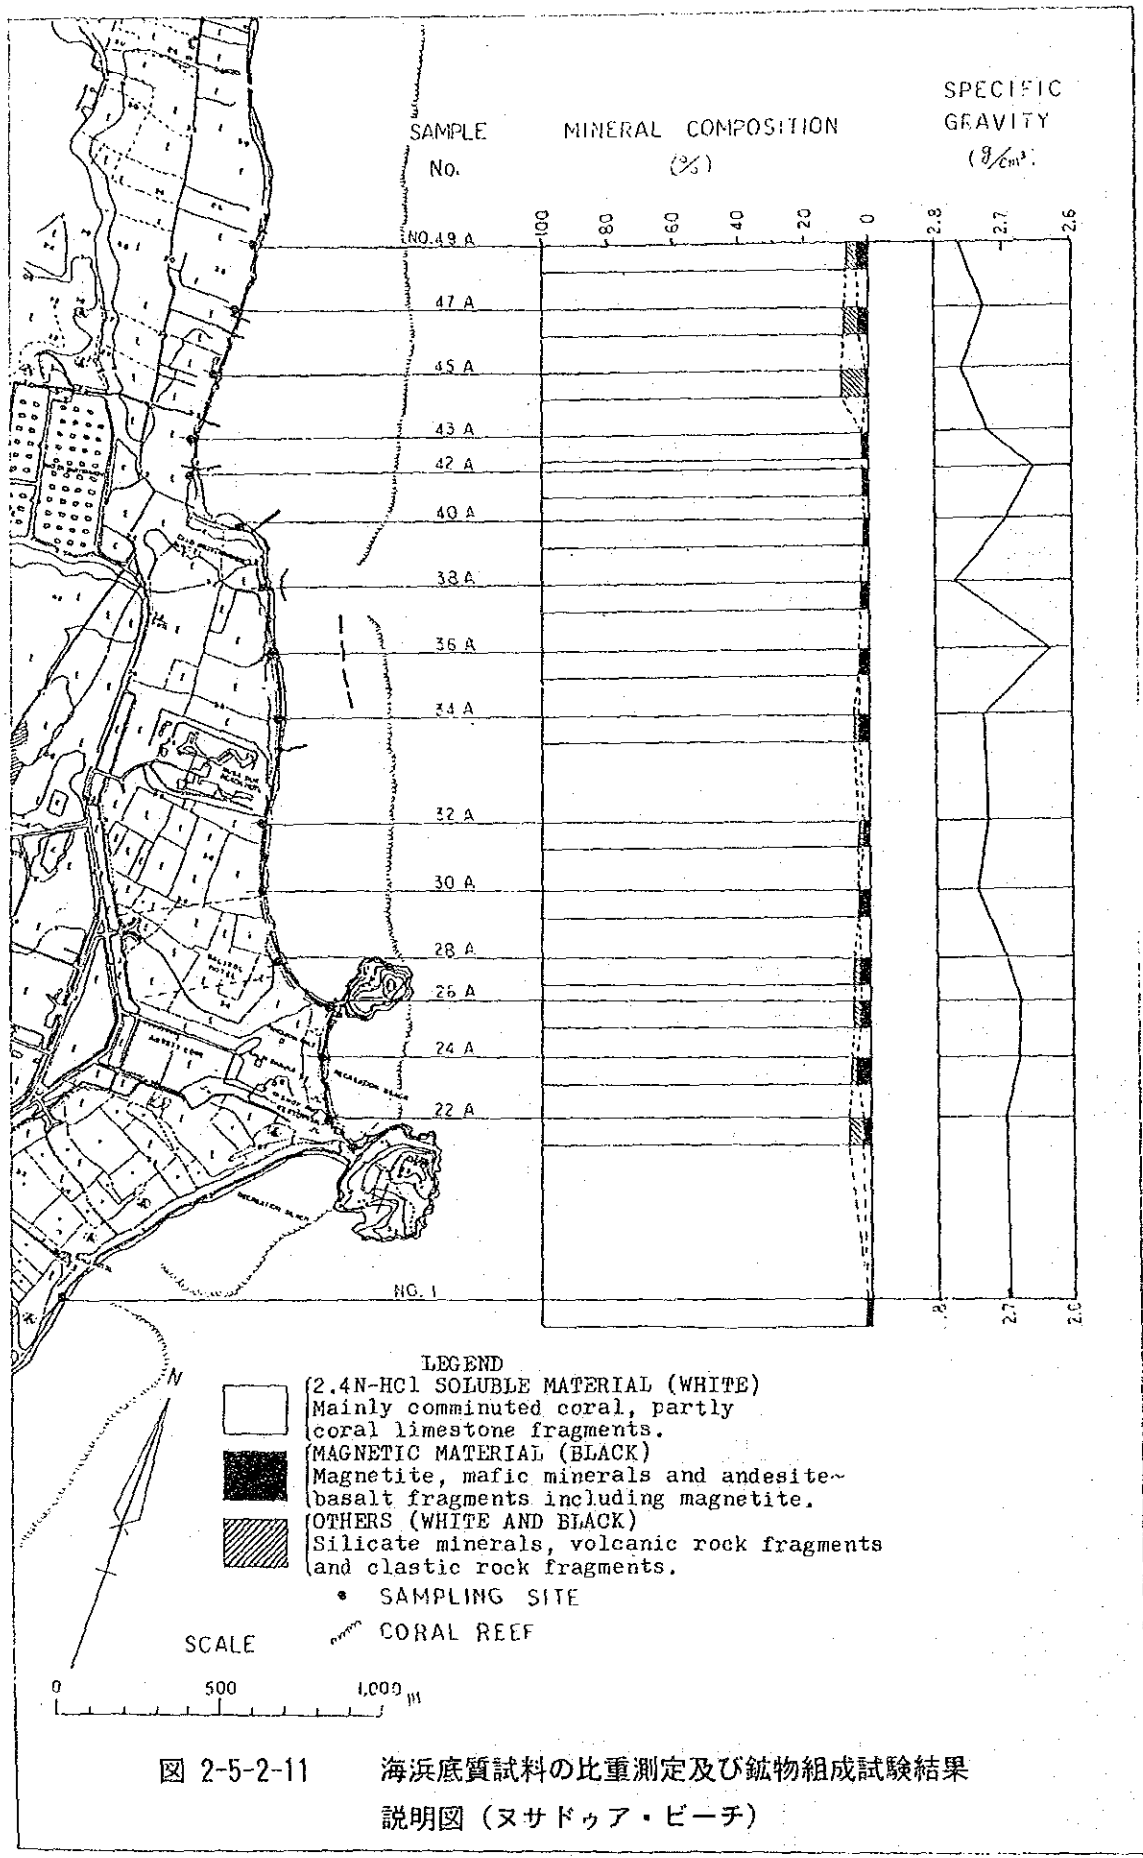 SAMPLE
No.
MINERAL COMPOSITION
(%)
SPECIFIC
GRAVITY
(g/cm³)
100 80 60 40 20 0
2.8 2.7 2.6
NO.49 A
47 A
45 A
43 A
42 A
40 A
38 A
36 A
34 A
32 A
30 A
28 A
26 A
24 A
22 A
NO. 1
HOTEL
RECREATION BEACH
RECREATION BEACH
.8 2.7 2.6
LEGEND
2.4N-HCl SOLUBLE MATERIAL (WHITE)
Mainly comminuted coral, partly
coral limestone fragments.
MAGNETIC MATERIAL (BLACK)
Magnetite, mafic minerals and andesite~
basalt fragments including magnetite.
OTHERS (WHITE AND BLACK)
Silicate minerals, volcanic rock fragments
and clastic rock fragments.
SAMPLING SITE
CORAL REEF
N
SCALE
0 500 1,000 m
図 2-5-2-11 海浜底質試料の比重測定及び鉱物組成試験結果
説明図（ヌサドゥア・ビーチ）